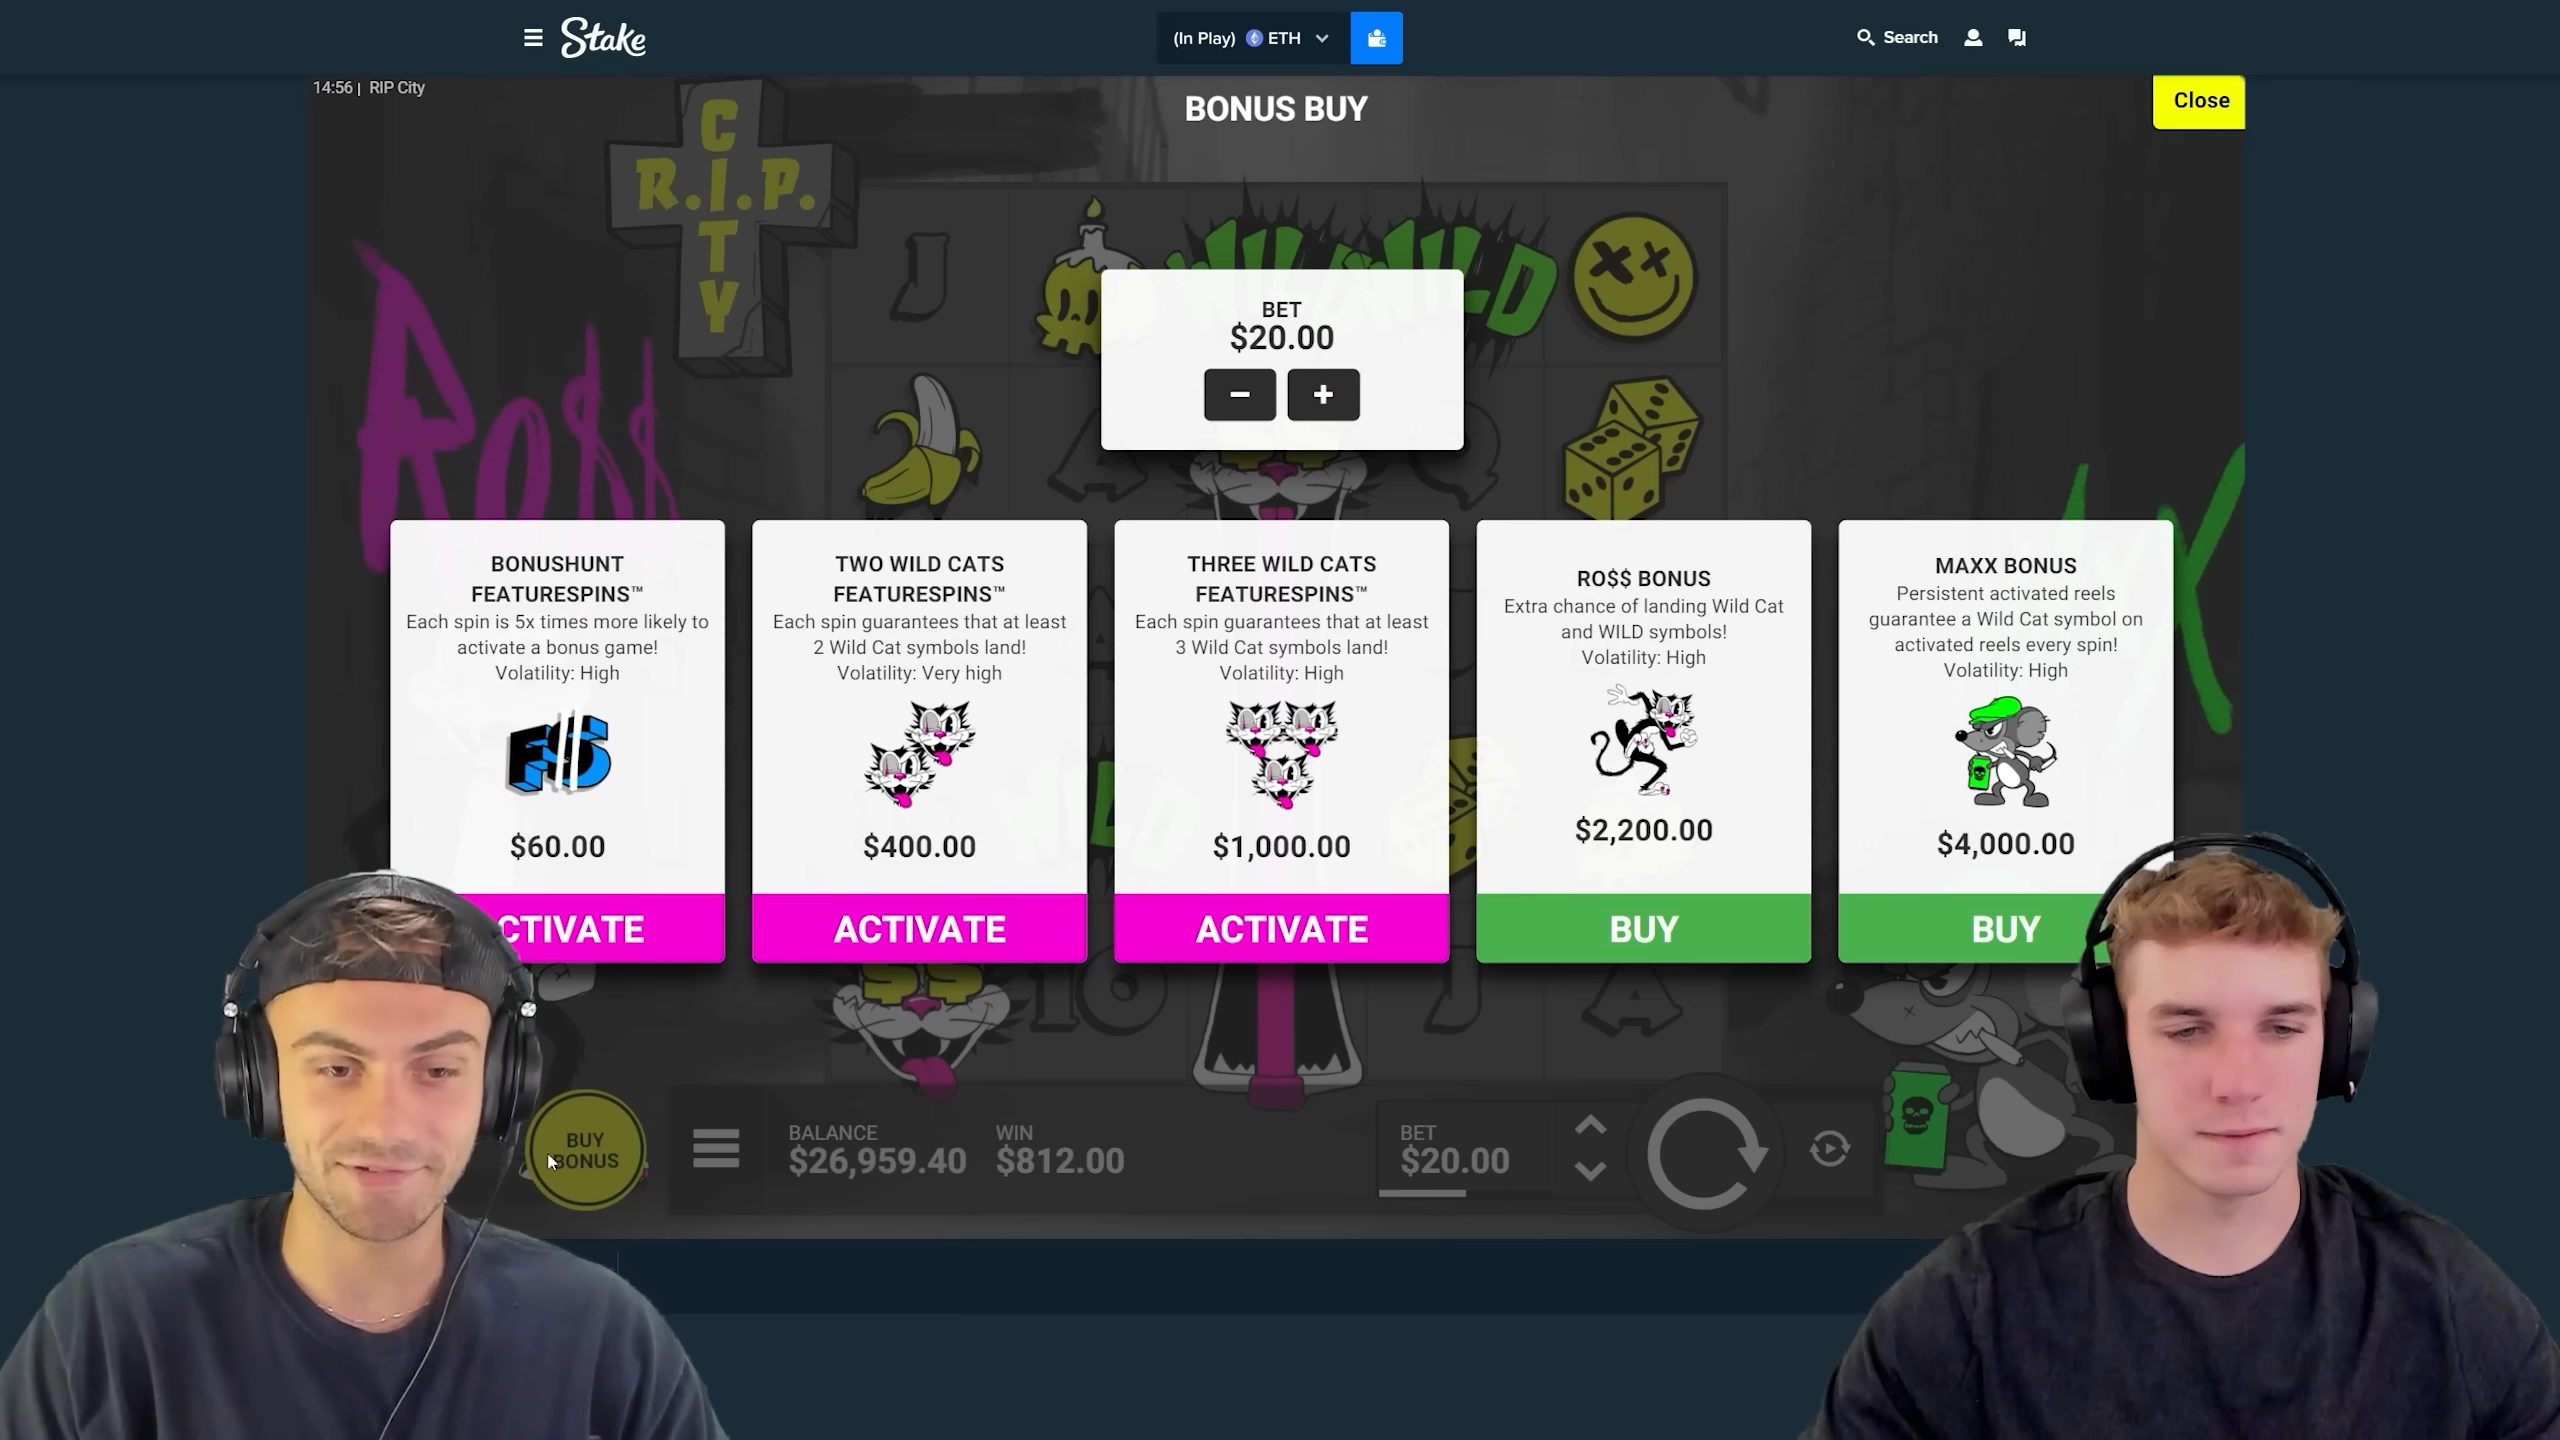 Stake
(In Play) ETH
Search
14:56 | RIP City
BONUS BUY
Close
C
R.I.P.
T
Y
J
WILD
WILD
BET
$20.00
- +
A
Q
Ro$$
BONUSHUNT
FEATURESPINS™
Each spin is 5x times more likely to
activate a bonus game!
Volatility: High
FS
$60.00
CTIVATE
TWO WILD CATS
FEATURESPINS™
Each spin guarantees that at least
2 Wild Cat symbols land!
Volatility: Very high
$400.00
ACTIVATE
THREE WILD CATS
FEATURESPINS™
Each spin guarantees that at least
3 Wild Cat symbols land!
Volatility: High
$1,000.00
ACTIVATE
RO$$ BONUS
Extra chance of landing Wild Cat
and WILD symbols!
Volatility: High
$2,200.00
BUY
MAXX BONUS
Persistent activated reels
guarantee a Wild Cat symbol on
activated reels every spin!
Volatility: High
$4,000.00
BUY
$$
10
J
A
BUY
BONUS
BALANCE
$26,959.40
WIN
$812.00
BET
$20.00